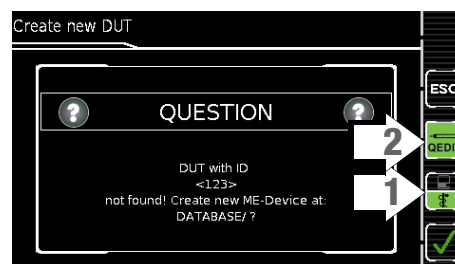 Create new DUT
ESC
? QUESTION ?
2
QEDIT
DUT with ID
<123>
not found! Create new ME-Device at:
DATABASE/ ?
1